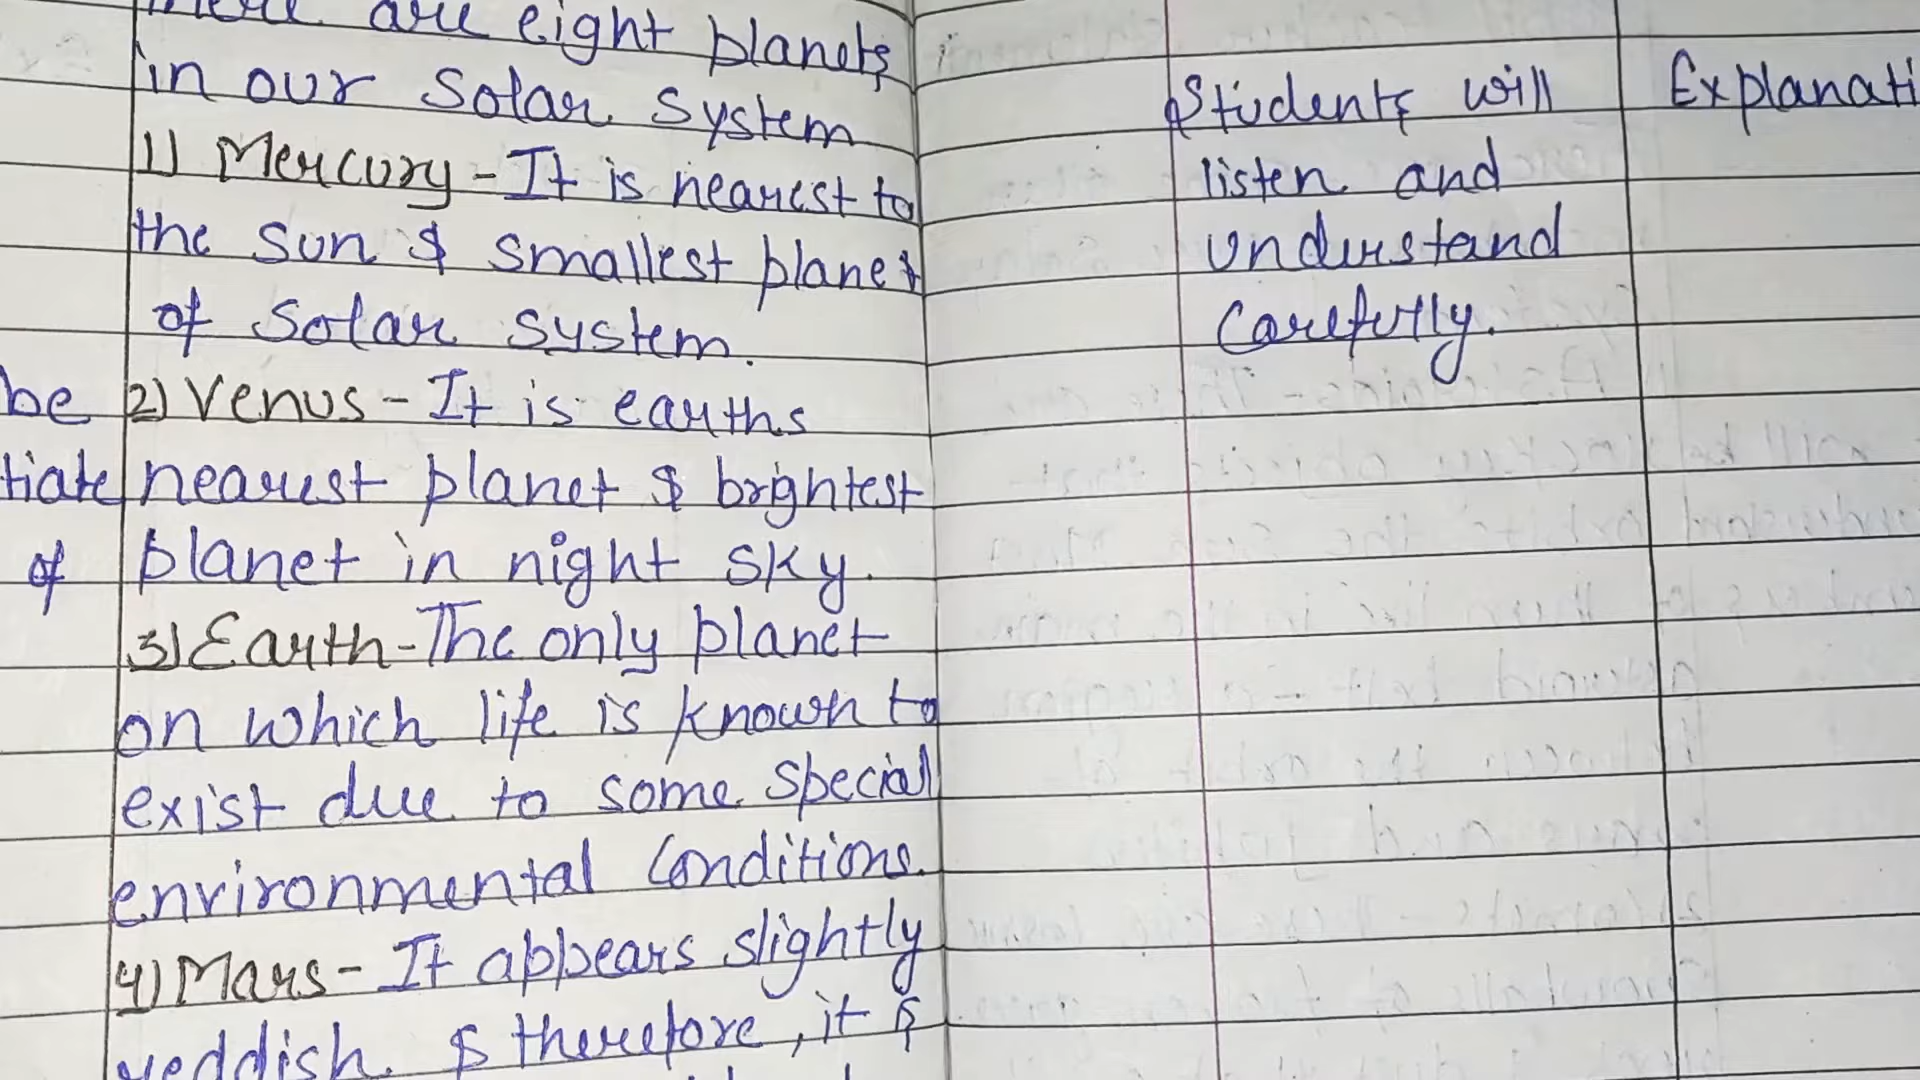 There are eight planets
in our solar system
1) Mercury - It is nearest to
the sun & smallest planet
of solar system.
2) Venus - It is earths
nearest planet & brightest
planet in night sky.
3) Earth - The only planet
on which life is known to
exist due to some special
environmental conditions.
4) Mars - It appears slightly
reddish & therefore, it is
be
tiate
of
Students will
listen and
understand
carefully.
Explanati